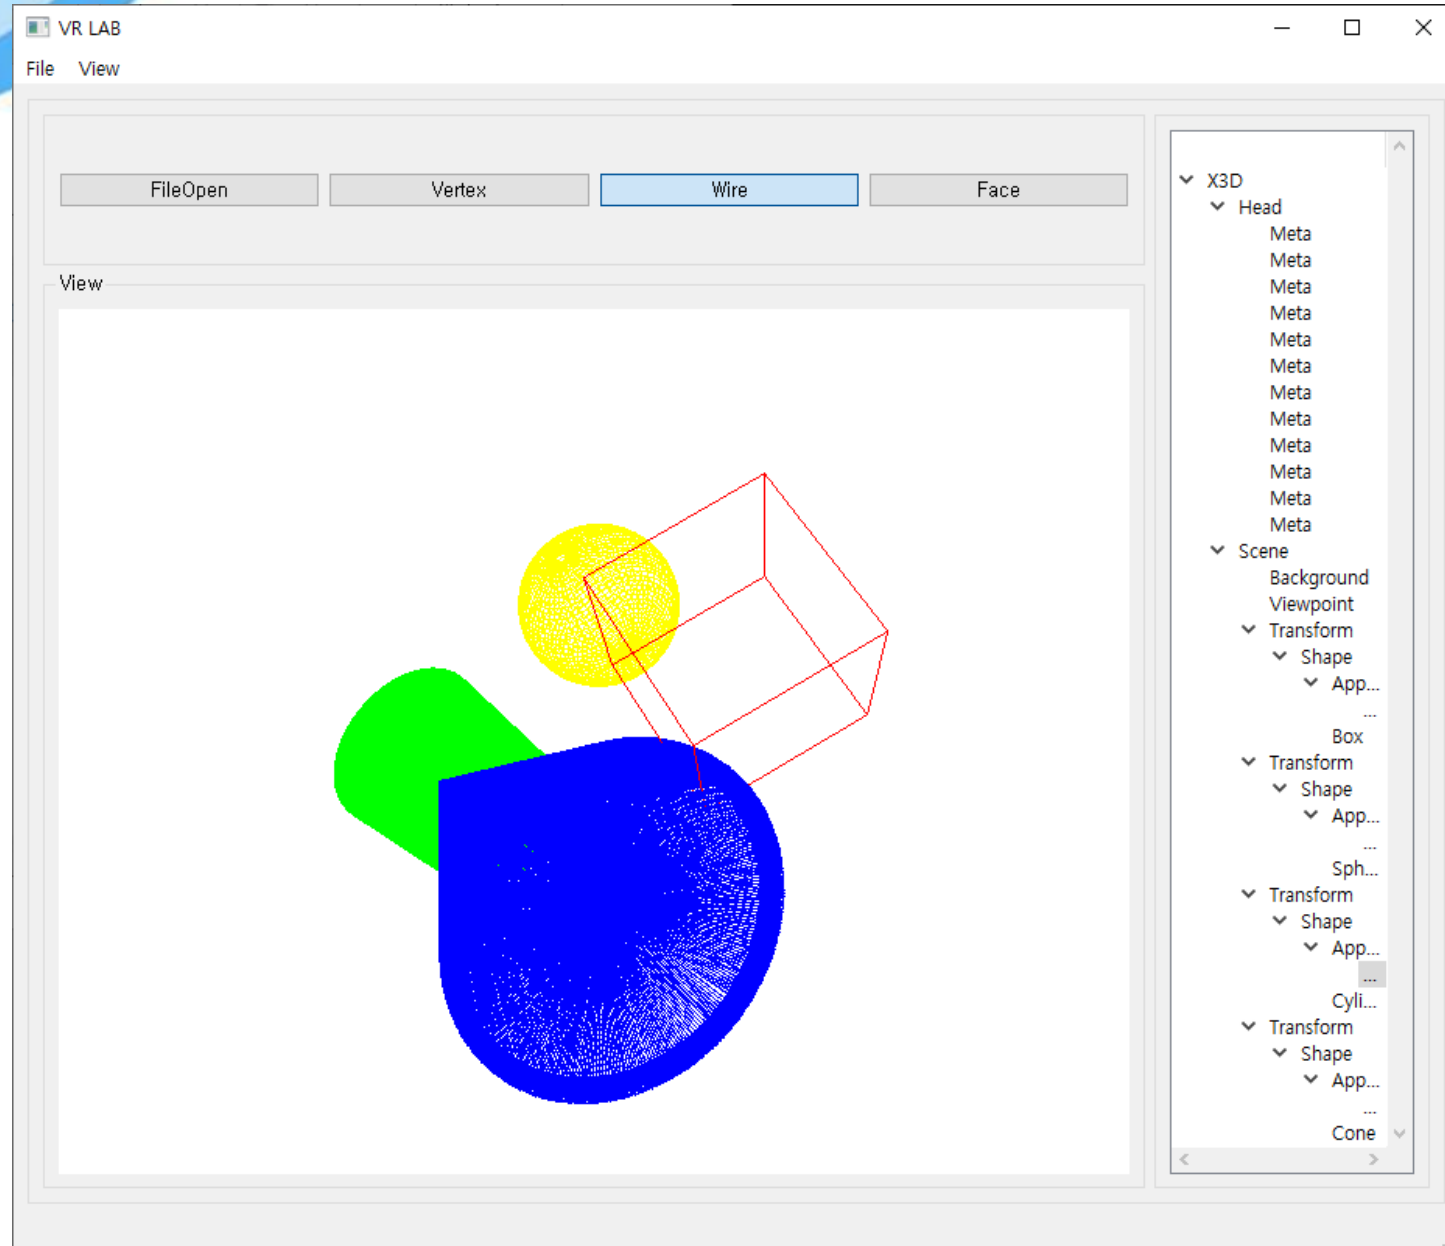 VR LAB
File View
FileOpen Vertex Wire Face
View
X3D
Head
Meta
Meta
Meta
Meta
Meta
Meta
Meta
Meta
Meta
Meta
Meta
Meta
Scene
Background
Viewpoint
Transform
Shape
App...
...
Box
Transform
Shape
App...
...
Sph...
Transform
Shape
App...
...
Cyli...
Transform
Shape
App...
...
Cone